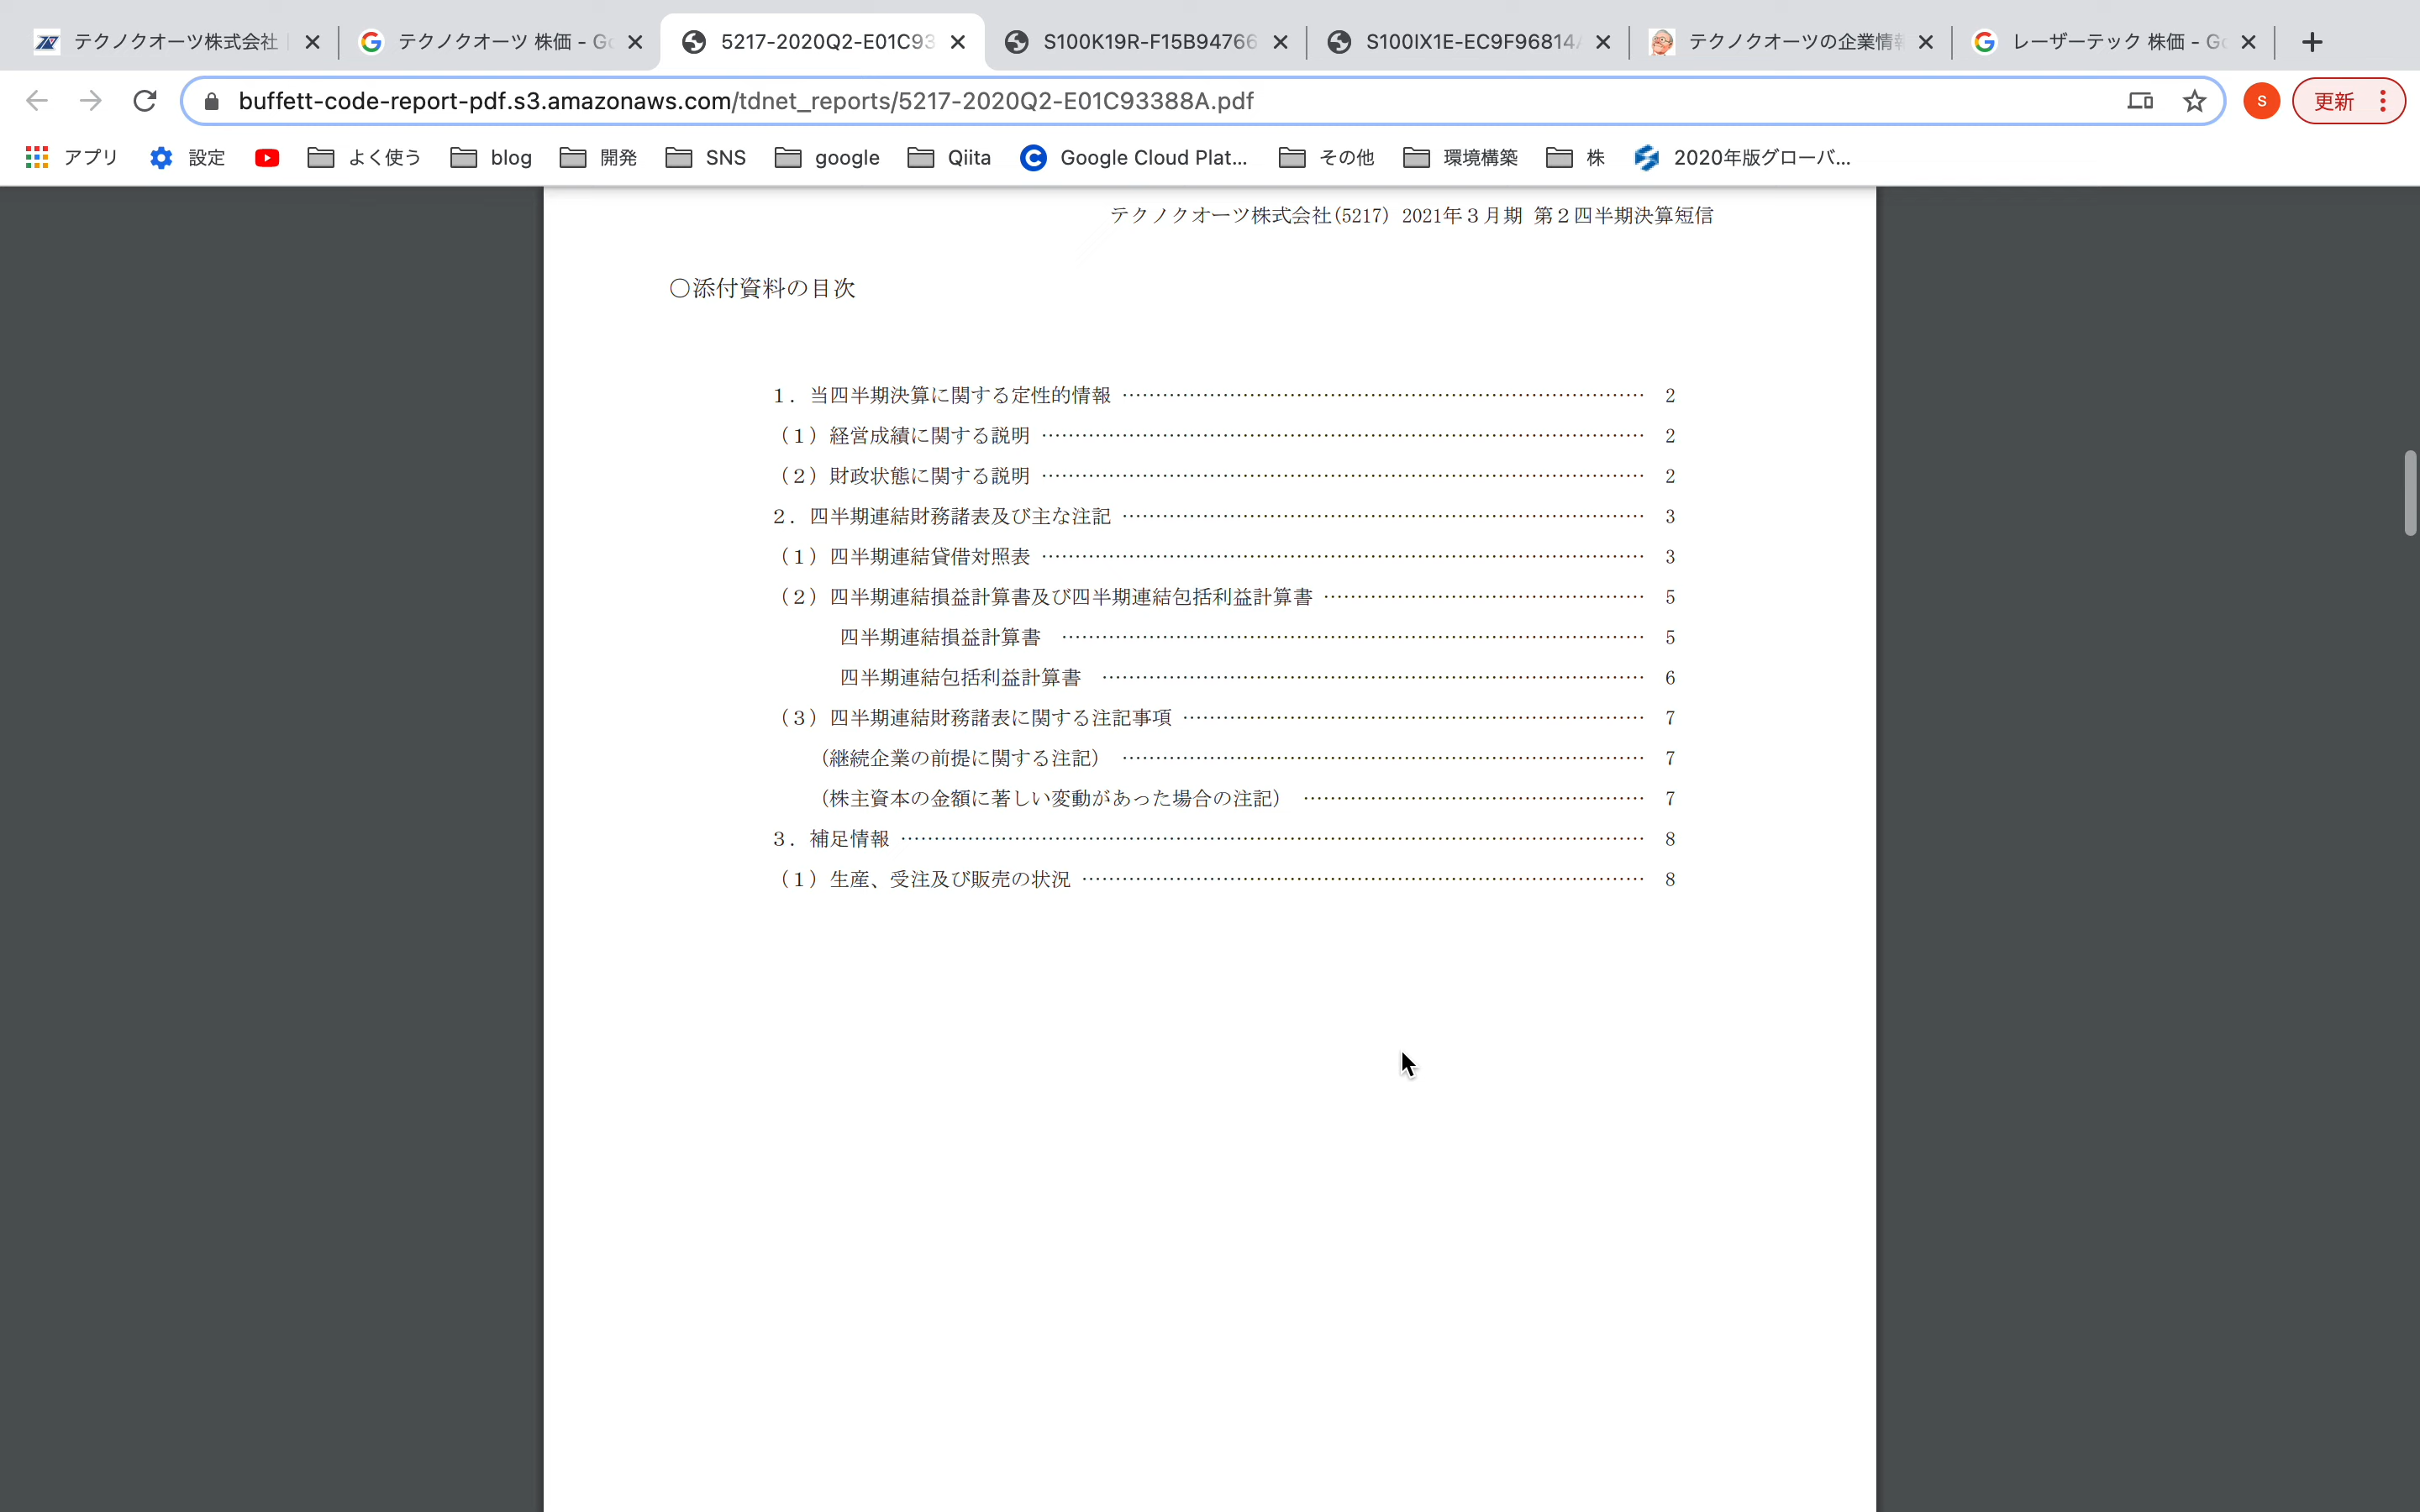 テクノクオーツ株式会社
テクノクオーツ 株価 - Go
5217-2020Q2-E01C93
S100K19R-F15B94766
S100IX1E-EC9F96814
テクノクオーツの企業情報
レーザーテック 株価 - Go
buffett-code-report-pdf.s3.amazonaws.com/tdnet_reports/5217-2020Q2-E01C93388A.pdf
S
更新
アプリ
設定
よく使う
blog
開発
SNS
google
Qiita
Google Cloud Plat...
その他
環境構築
株
2020年版グローバ...
テクノクオーツ株式会社(5217) 2021年3月期 第2四半期決算短信
○添付資料の目次
1．当四半期決算に関する定性的情報 ………………………………………………………… 2
（1）経営成績に関する説明 ………………………………………………………… 2
（2）財政状態に関する説明 ………………………………………………………… 2
2．四半期連結財務諸表及び主な注記 ………………………………………………………… 3
（1）四半期連結貸借対照表 ………………………………………………………… 3
（2）四半期連結損益計算書及び四半期連結包括利益計算書 ………………………………… 5
四半期連結損益計算書 ………………………………………………………… 5
四半期連結包括利益計算書 ………………………………………………………… 6
（3）四半期連結財務諸表に関する注記事項 ……………………………………………… 7
（継続企業の前提に関する注記） ……………………………………………… 7
（株主資本の金額に著しい変動があった場合の注記） ………………………………… 7
3．補足情報 ……………………………………………………………………… 8
（1）生産、受注及び販売の状況 ………………………………………………………… 8